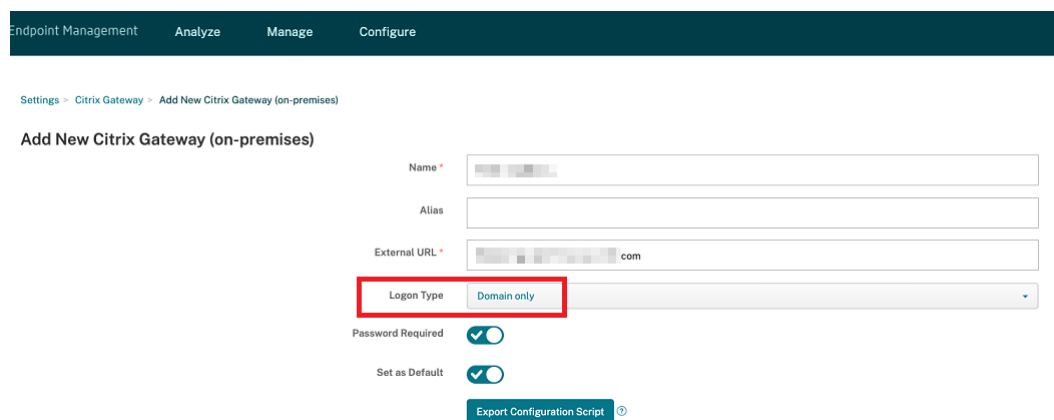 Endpoint Management Analyze Manage Configure
Settings > Citrix Gateway > Add New Citrix Gateway (on-premises)
Add New Citrix Gateway (on-premises)
Name *
Alias
External URL * com
Logon Type Domain only
Password Required
Set as Default
Export Configuration Script ?